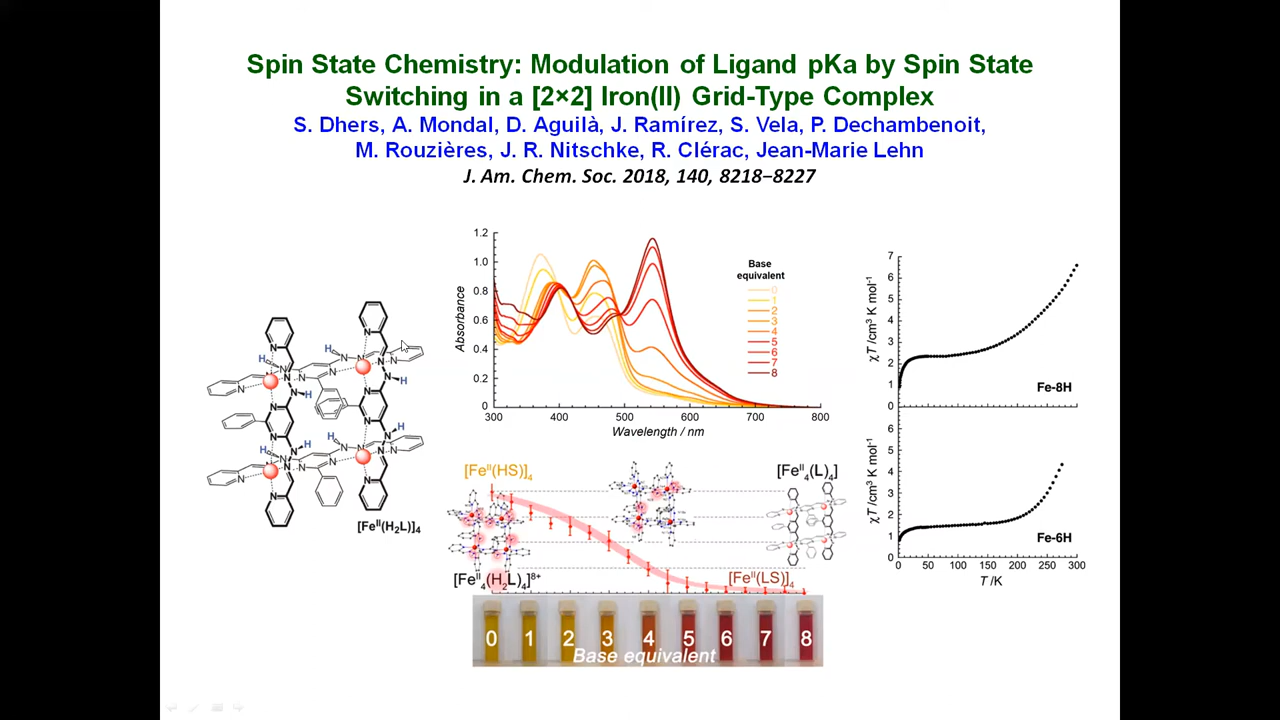 Spin State Chemistry: Modulation of Ligand pKa by Spin State
Switching in a [2×2] Iron(II) Grid-Type Complex
S. Dhers, A. Mondal, D. Aguilà, J. Ramírez, S. Vela, P. Dechambenoit,
M. Rouzières, J. R. Nitschke, R. Clérac, Jean-Marie Lehn
J. Am. Chem. Soc. 2018, 140, 8218−8227
N N N N
H H H H
H H H H
[Feᴵᴵ(H₂L)]₄
Absorbance
1.2
1.0
0.8
0.6
0.4
0.2
0
300 400 500 600 700 800
Wavelength / nm
Base
equivalent
0
1
2
3
4
5
6
7
8
[Feᴵᴵ(HS)]₄
[Feᴵᴵ₄(L)₄]
[Feᴵᴵ₄(H₂L)₄]⁸⁺
[Feᴵᴵ(LS)]₄
0 1 2 3 4 5 6 7 8
Base equivalent
χT /cm³ K mol⁻¹
7
6
5
4
3
2
1
0
Fe-8H
χT /cm³ K mol⁻¹
6
5
4
3
2
1
0
Fe-6H
0 50 100 150 200 250 300
T /K